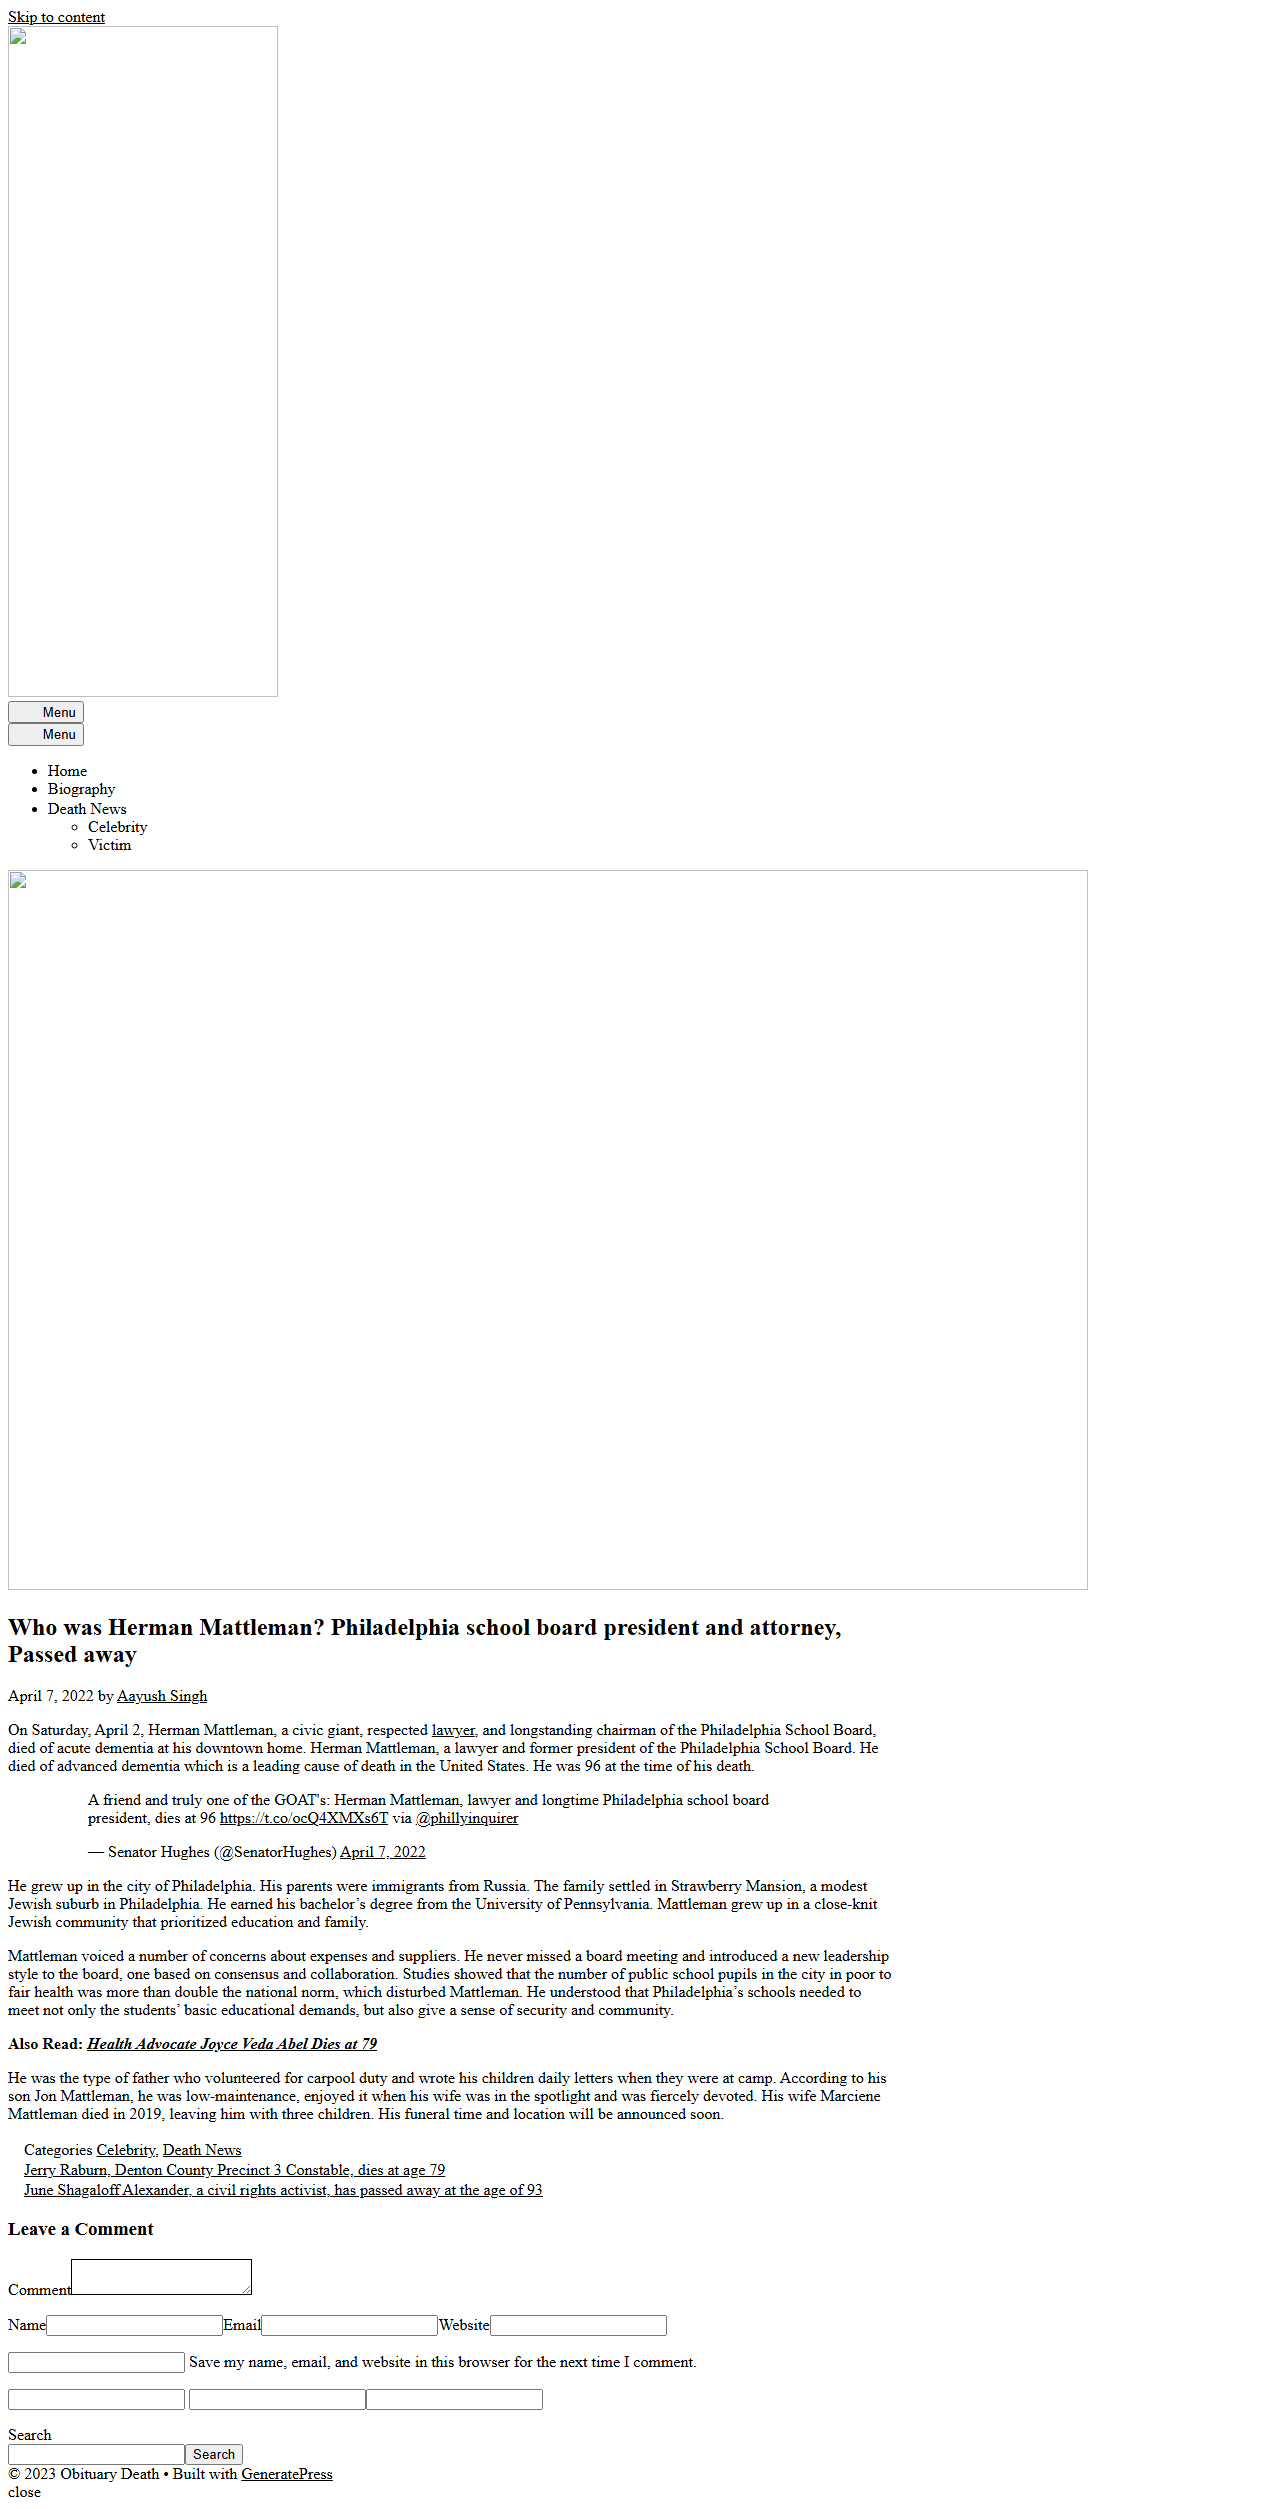 Skip to content
Menu
Menu
Home
Biography
Death News
Celebrity
Victim
Who was Herman Mattleman? Philadelphia school board president and attorney,
Passed away
April 7, 2022 by Aayush Singh
On Saturday, April 2, Herman Mattleman, a civic giant, respected lawyer, and longstanding chairman of the Philadelphia School Board,
died of acute dementia at his downtown home. Herman Mattleman, a lawyer and former president of the Philadelphia School Board. He
died of advanced dementia which is a leading cause of death in the United States. He was 96 at the time of his death.
A friend and truly one of the GOAT's: Herman Mattleman, lawyer and longtime Philadelphia school board
president, dies at 96 https://t.co/ocQ4XMXs6T via @phillyinquirer
— Senator Hughes (@SenatorHughes) April 7, 2022
He grew up in the city of Philadelphia. His parents were immigrants from Russia. The family settled in Strawberry Mansion, a modest
Jewish suburb in Philadelphia. He earned his bachelor’s degree from the University of Pennsylvania. Mattleman grew up in a close-knit
Jewish community that prioritized education and family.
Mattleman voiced a number of concerns about expenses and suppliers. He never missed a board meeting and introduced a new leadership
style to the board, one based on consensus and collaboration. Studies showed that the number of public school pupils in the city in poor to
fair health was more than double the national norm, which disturbed Mattleman. He understood that Philadelphia’s schools needed to
meet not only the students’ basic educational demands, but also give a sense of security and community.
Also Read: Health Advocate Joyce Veda Abel Dies at 79
He was the type of father who volunteered for carpool duty and wrote his children daily letters when they were at camp. According to his
son Jon Mattleman, he was low-maintenance, enjoyed it when his wife was in the spotlight and was fiercely devoted. His wife Marciene
Mattleman died in 2019, leaving him with three children. His funeral time and location will be announced soon.
Categories Celebrity, Death News
Jerry Raburn, Denton County Precinct 3 Constable, dies at age 79
June Shagaloff Alexander, a civil rights activist, has passed away at the age of 93
Leave a Comment
Comment
Name Email Website
Save my name, email, and website in this browser for the next time I comment.
Search
Search
© 2023 Obituary Death • Built with GeneratePress
close